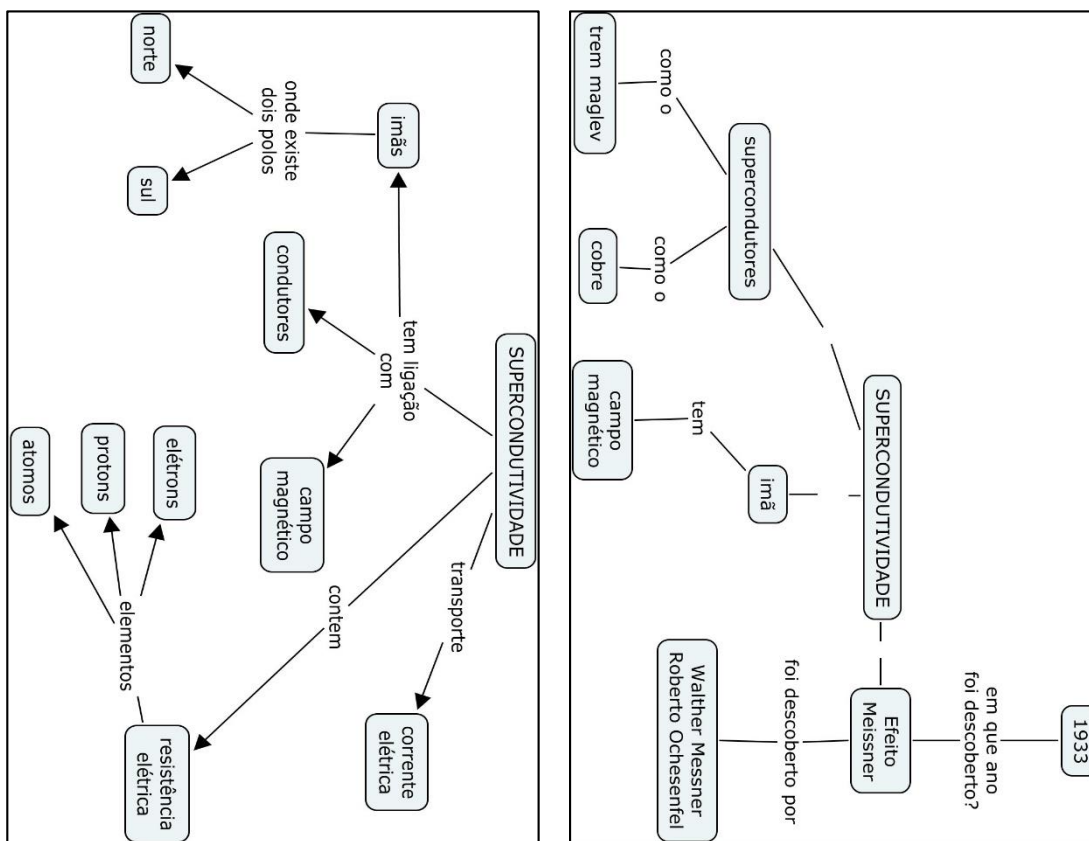 1933
em que ano
foi descoberto?
SUPERCONDUTIVIDADE
Efeito
Meissner
supercondutores
imã
foi descoberto por
como o
como o
tem
Walther Messner
Roberto Ochesenfel
trem maglev
cobre
campo
magnético
SUPERCONDUTIVIDADE
tem ligação
com
transporte
contem
imãs
condutores
campo
magnético
corrente
elétrica
onde existe
dois polos
norte
sul
resistência
elétrica
elementos
elétrons
protons
atomos